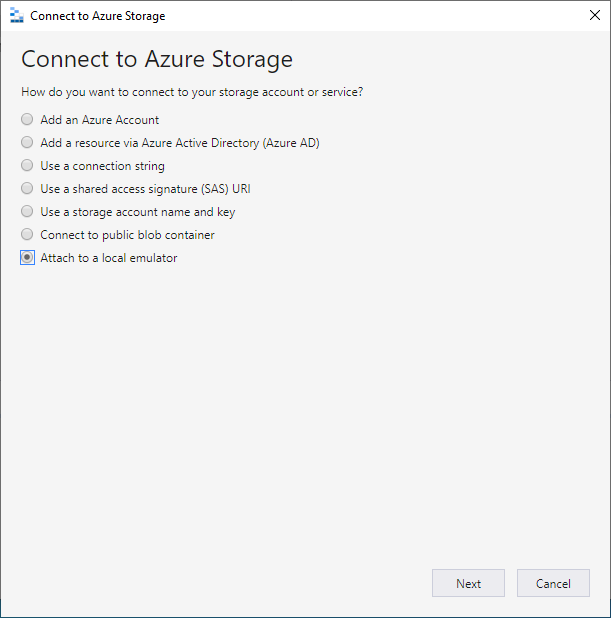 Connect to Azure Storage
Connect to Azure Storage
How do you want to connect to your storage account or service?
Add an Azure Account
Add a resource via Azure Active Directory (Azure AD)
Use a connection string
Use a shared access signature (SAS) URI
Use a storage account name and key
Connect to public blob container
Attach to a local emulator
Next Cancel